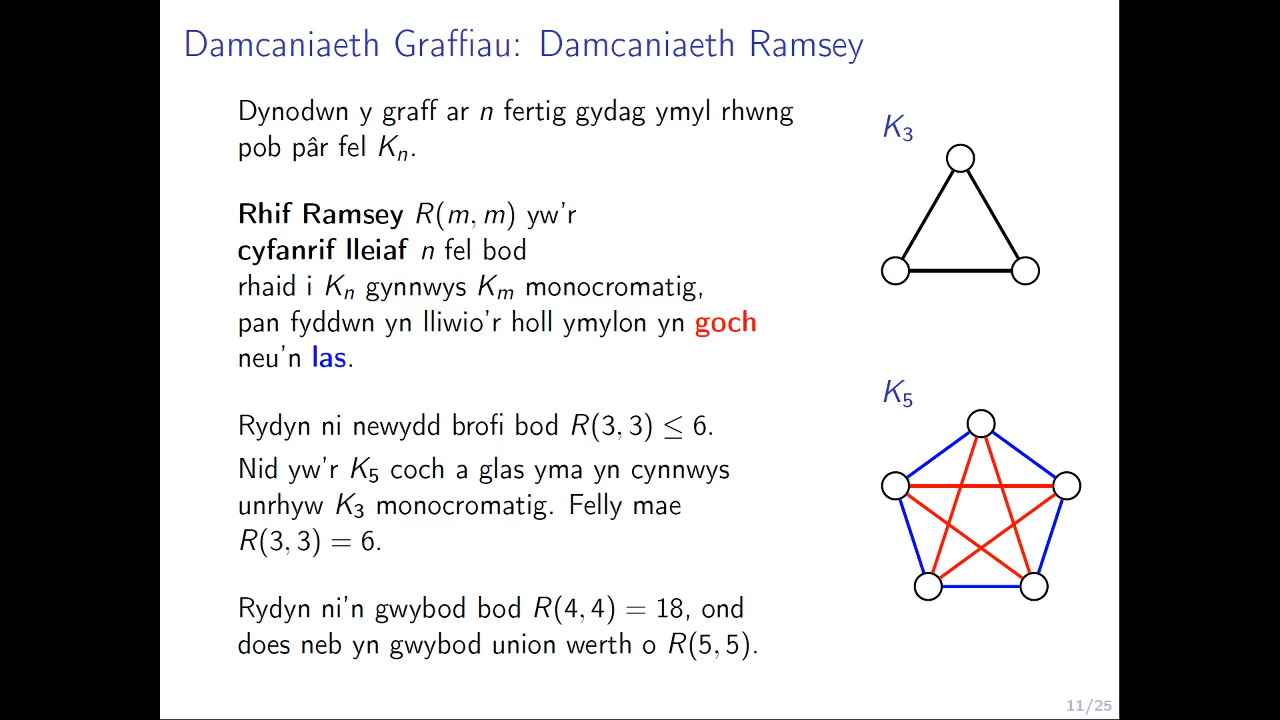 Damcaniaeth Graffiau: Damcaniaeth Ramsey
Dynodwn y graff ar n fertig gydag ymyl rhwng
pob pâr fel Kₙ.
Rhif Ramsey R(m, m) yw'r
cyfanrif lleiaf n fel bod
rhaid i Kₙ gynnwys Kₘ monocromatig,
pan fyddwn yn lliwio'r holl ymylon yn goch
neu'n las.
Rydyn ni newydd brofi bod R(3, 3) ≤ 6.
Nid yw'r K₅ coch a glas yma yn cynnwys
unrhyw K₃ monocromatig. Felly mae
R(3, 3) = 6.
Rydyn ni'n gwybod bod R(4, 4) = 18, ond
does neb yn gwybod union werth o R(5, 5).
K₃
K₅
11/25